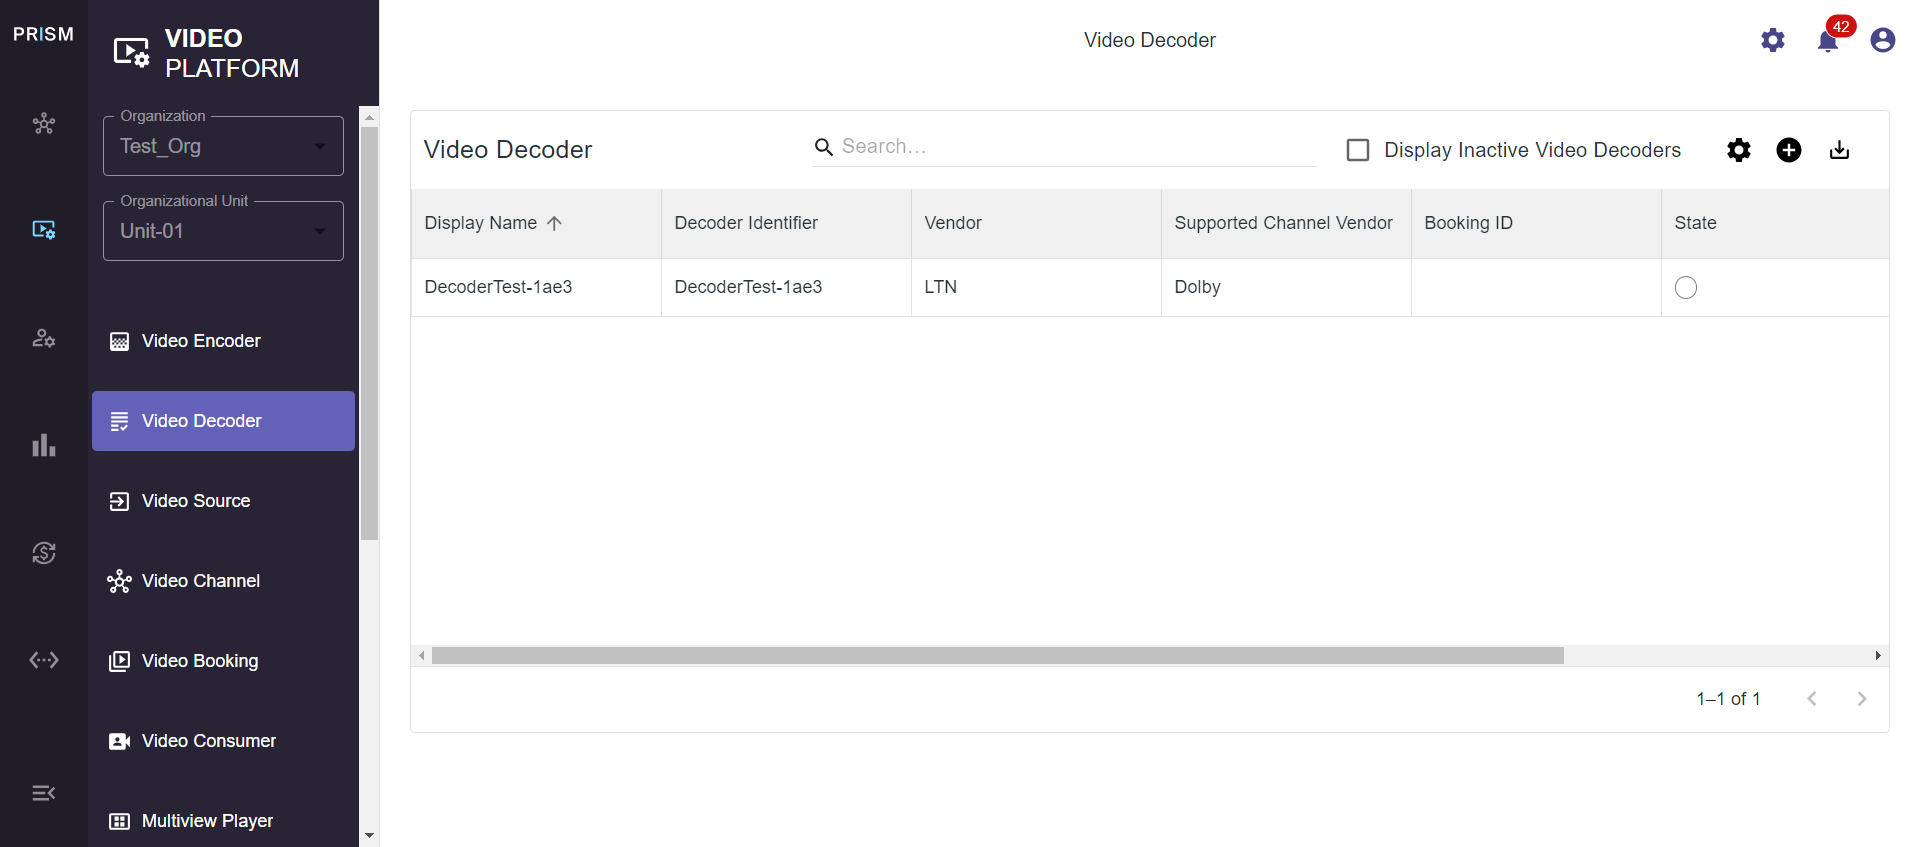 PRISM
VIDEO
PLATFORM
Organization
Test_Org
Organizational Unit
Unit-01
Video Encoder
Video Decoder
Video Source
Video Channel
Video Booking
Video Consumer
Multiview Player
Video Decoder
42
Video Decoder
Search…
Display Inactive Video Decoders
Display Name Decoder Identifier Vendor Supported Channel Vendor Booking ID State
DecoderTest-1ae3 DecoderTest-1ae3 LTN Dolby
1–1 of 1